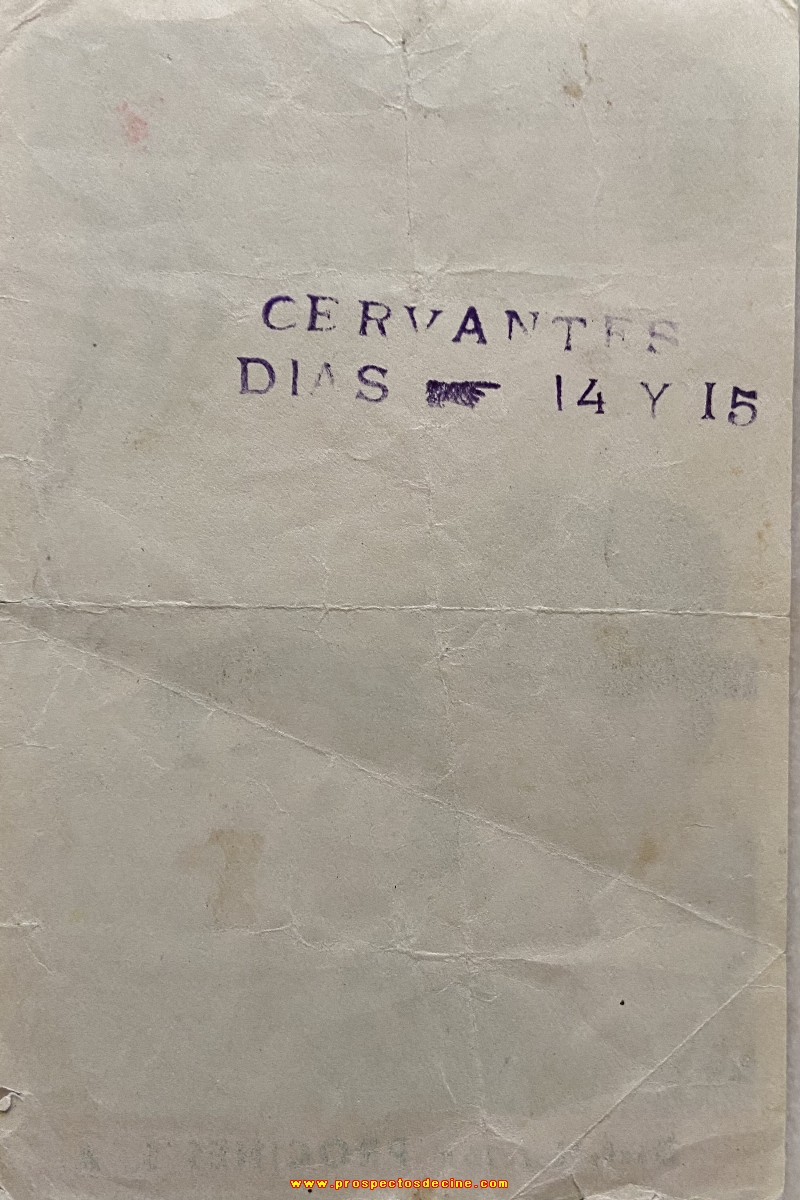 CERVANTES
DIAS ☛ 14 Y 15
www.prospectosdecine.com